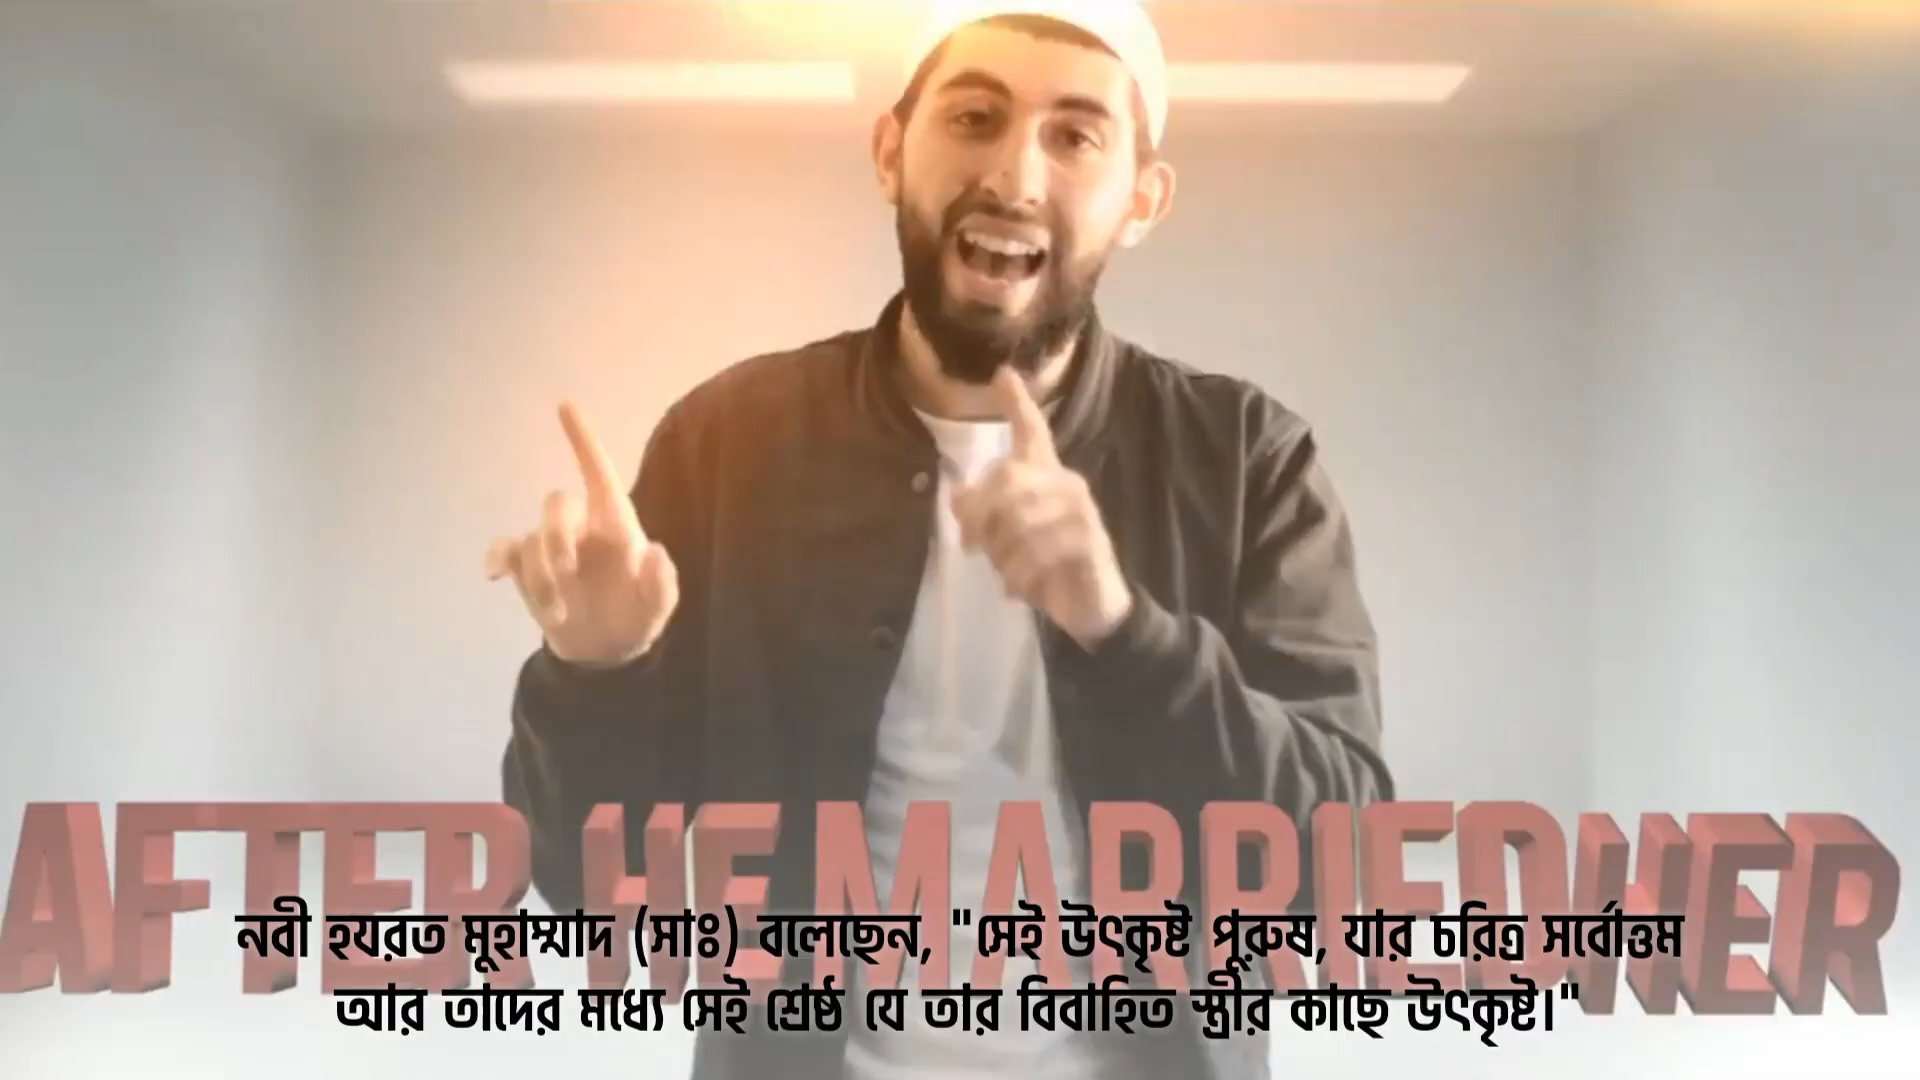 AFTER HE MARRIED HER
নবী হযরত মুহাম্মাদ (সাঃ) বলেছেন, "সেই উৎকৃষ্ট পুরুষ, যার চরিত্র সর্বোত্তম
আর তাদের মধ্যে সেই শ্রেষ্ঠ যে তার বিবাহিত স্ত্রীর কাছে উৎকৃষ্ট।"